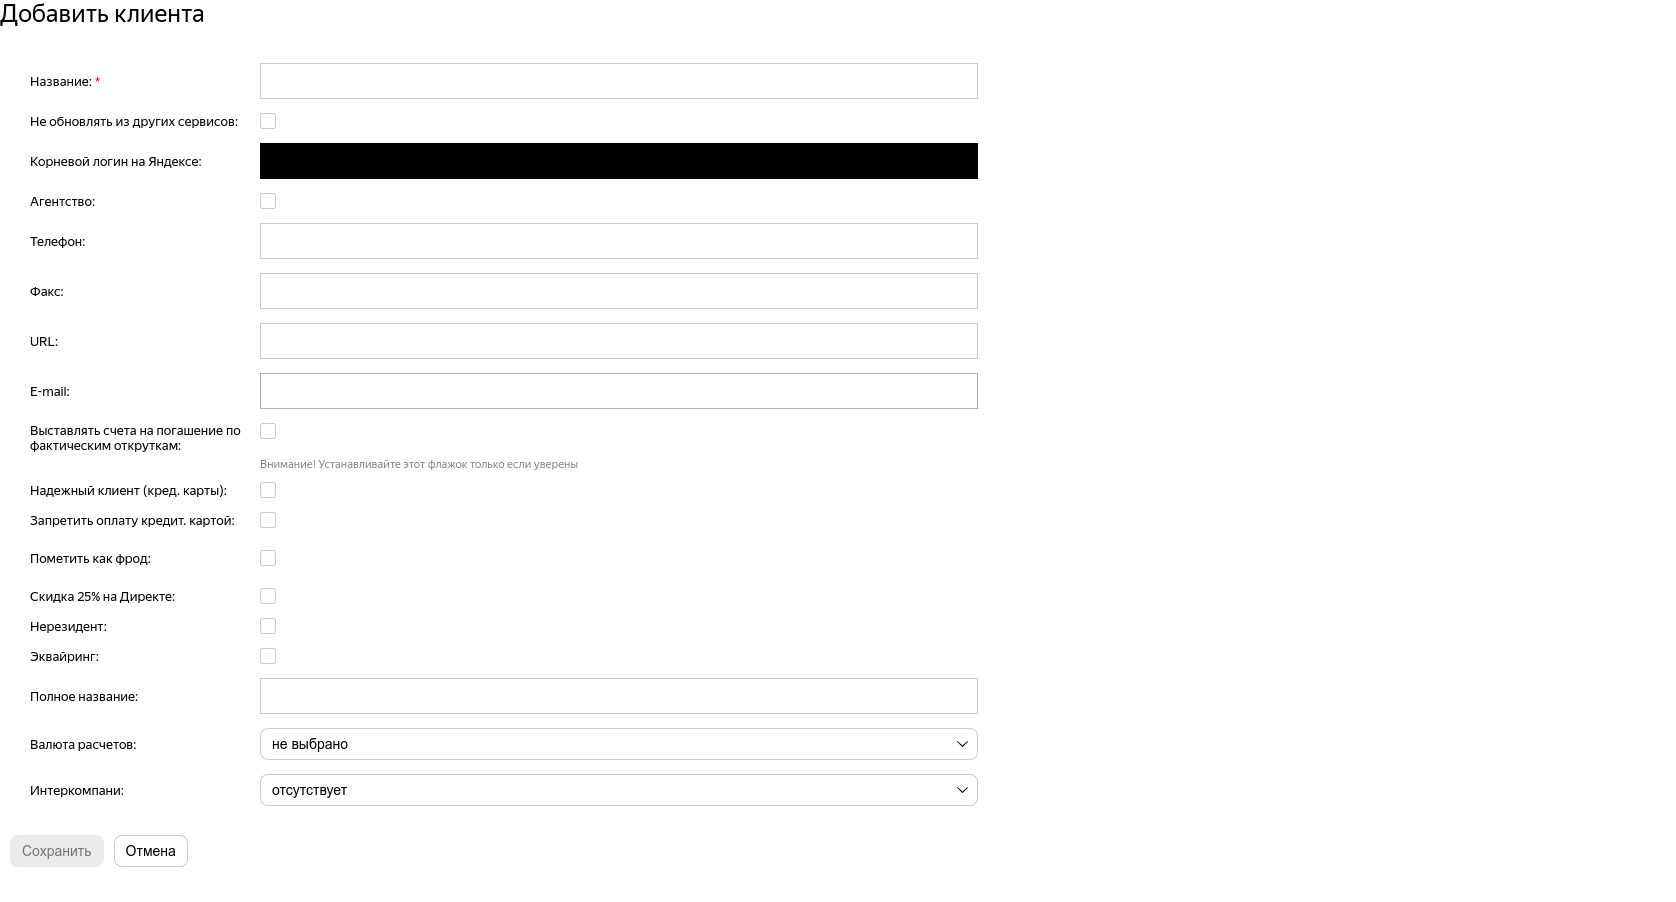 Добавить клиента
Название: *
Не обновлять из других сервисов:
Корневой логин на Яндексе:
Агентство:
Телефон:
Факс:
URL:
E-mail:
Выставлять счета на погашение по
фактическим откруткам:
Внимание! Устанавливайте этот флажок только если уверены
Надежный клиент (кред. карты):
Запретить оплату кредит. картой:
Пометить как фрод:
Скидка 25% на Директе:
Нерезидент:
Эквайринг:
Полное название:
Валюта расчетов: не выбрано
Интеркомпани: отсутствует
Сохранить Отмена